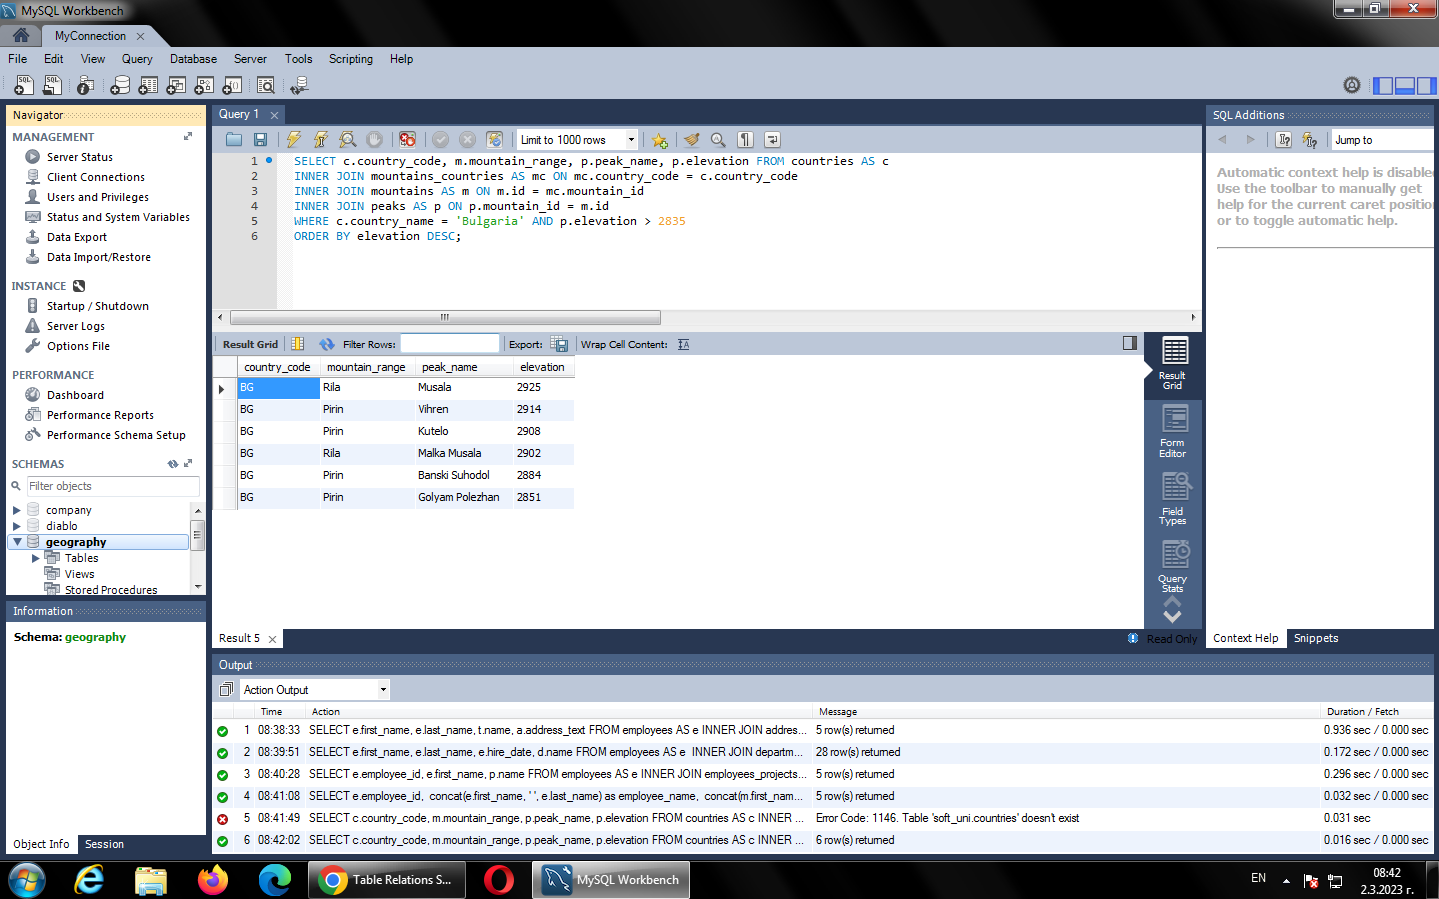 MySQL Workbench
MyConnection
File Edit View Query Database Server Tools Scripting Help
Navigator
MANAGEMENT
Server Status
Client Connections
Users and Privileges
Status and System Variables
Data Export
Data Import/Restore
INSTANCE
Startup / Shutdown
Server Logs
Options File
PERFORMANCE
Dashboard
Performance Reports
Performance Schema Setup
SCHEMAS
Filter objects
company
diablo
geography
Tables
Views
Stored Procedures
Information
Schema: geography
Object Info Session
Query 1
Limit to 1000 rows
1 SELECT c.country_code, m.mountain_range, p.peak_name, p.elevation FROM countries AS c
2 INNER JOIN mountains_countries AS mc ON mc.country_code = c.country_code
3 INNER JOIN mountains AS m ON m.id = mc.mountain_id
4 INNER JOIN peaks AS p ON p.mountain_id = m.id
5 WHERE c.country_name = 'Bulgaria' AND p.elevation > 2835
6 ORDER BY elevation DESC;
Result Grid Filter Rows: Export: Wrap Cell Content:
country_code mountain_range peak_name elevation
BG Rila Musala 2925
BG Pirin Vihren 2914
BG Pirin Kutelo 2908
BG Rila Malka Musala 2902
BG Pirin Banski Suhodol 2884
BG Pirin Golyam Polezhan 2851
Result
Grid
Form
Editor
Field
Types
Query
Stats
Result 5
Read Only
SQL Additions
Jump to
Automatic context help is disable
Use the toolbar to manually get
help for the current caret position
or to toggle automatic help.
Context Help Snippets
Output
Action Output
Time Action Message Duration / Fetch
1 08:38:33 SELECT e.first_name, e.last_name, t.name, a.address_text FROM employees AS e INNER JOIN addres... 5 row(s) returned 0.936 sec / 0.000 sec
2 08:39:51 SELECT e.first_name, e.last_name, e.hire_date, d.name FROM employees AS e INNER JOIN departm... 28 row(s) returned 0.172 sec / 0.000 sec
3 08:40:28 SELECT e.employee_id, e.first_name, p.name FROM employees AS e INNER JOIN employees_projects... 5 row(s) returned 0.296 sec / 0.000 sec
4 08:41:08 SELECT e.employee_id, concat(e.first_name, ' ', e.last_name) as employee_name, concat(m.first_nam... 5 row(s) returned 0.032 sec / 0.000 sec
5 08:41:49 SELECT c.country_code, m.mountain_range, p.peak_name, p.elevation FROM countries AS c INNER ... Error Code: 1146. Table 'soft_uni.countries' doesn't exist 0.031 sec
6 08:42:02 SELECT c.country_code, m.mountain_range, p.peak_name, p.elevation FROM countries AS c INNER ... 6 row(s) returned 0.016 sec / 0.000 sec
Table Relations S...
MySQL Workbench
EN
08:42
2.3.2023 г.